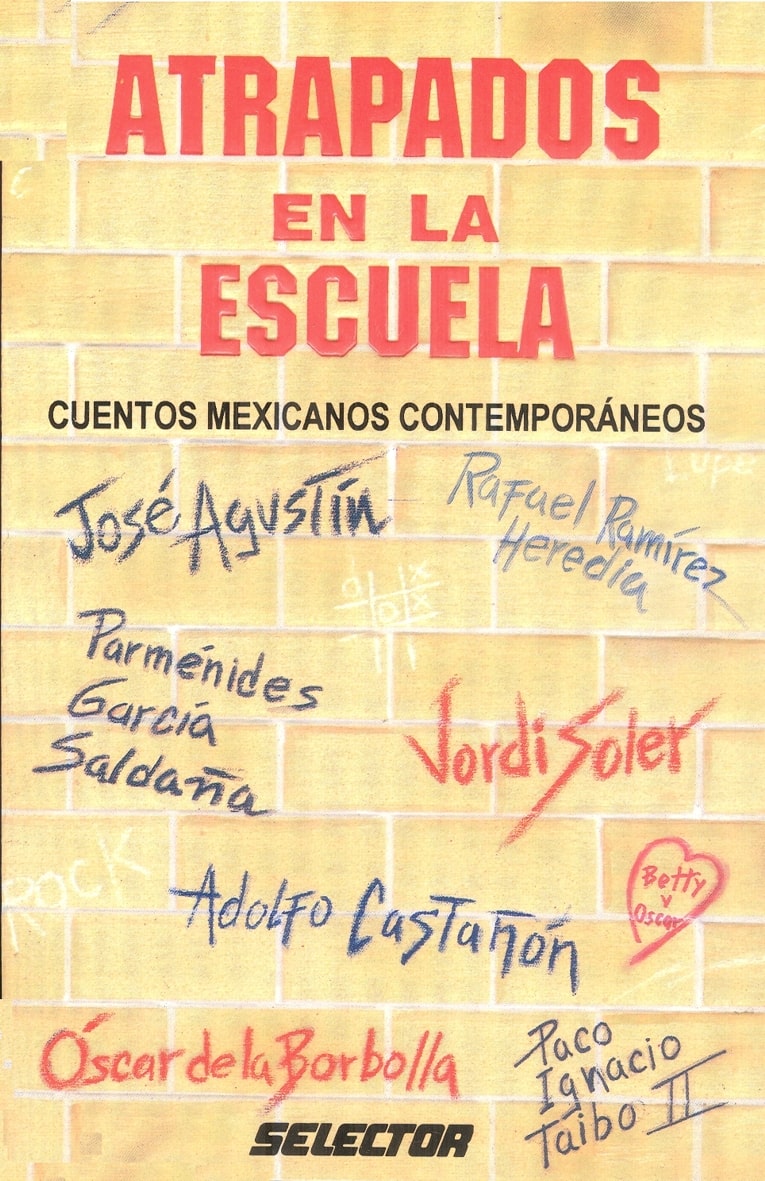 ATRAPADOS
EN LA
ESCUELA
CUENTOS MEXICANOS CONTEMPORÁNEOS
José Agustín
Rafael Ramírez
Heredia
Lupe
Parménides
García
Saldaña
Jordi Soler
ROCK
Adolfo Castañón
Betty
y
Oscar
Óscar de la Borbolla
Paco
Ignacio
Taibo II
SELECTOR